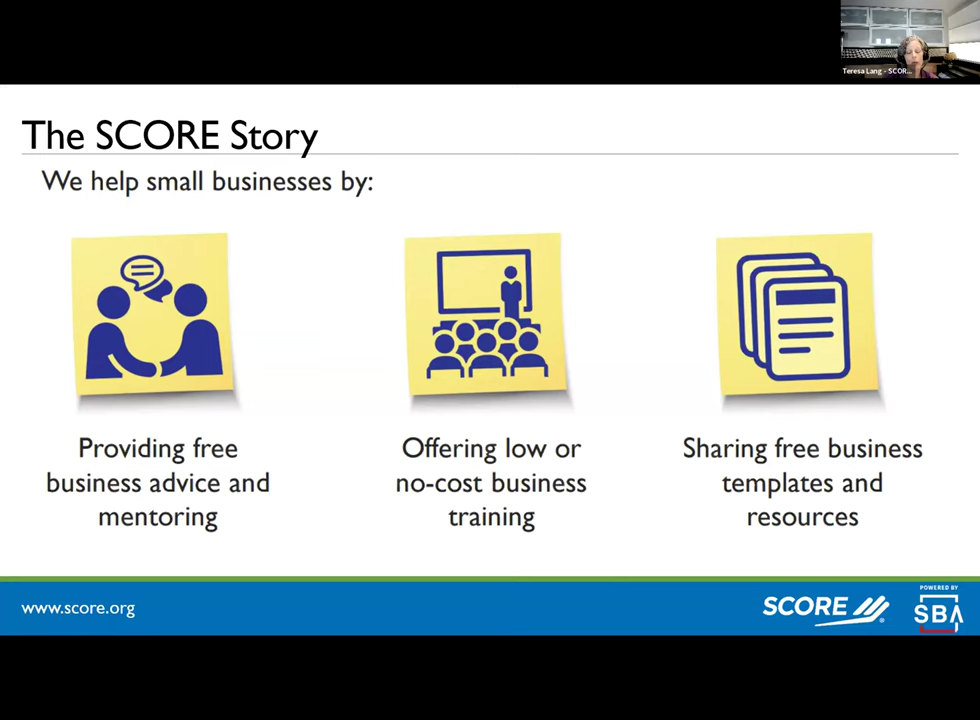 Teresa Lang - SCOR...
The SCORE Story
We help small businesses by:
Providing free
business advice and
mentoring
Offering low or
no-cost business
training
Sharing free business
templates and
resources
www.score.org
SCORE
POWERED BY
SBA